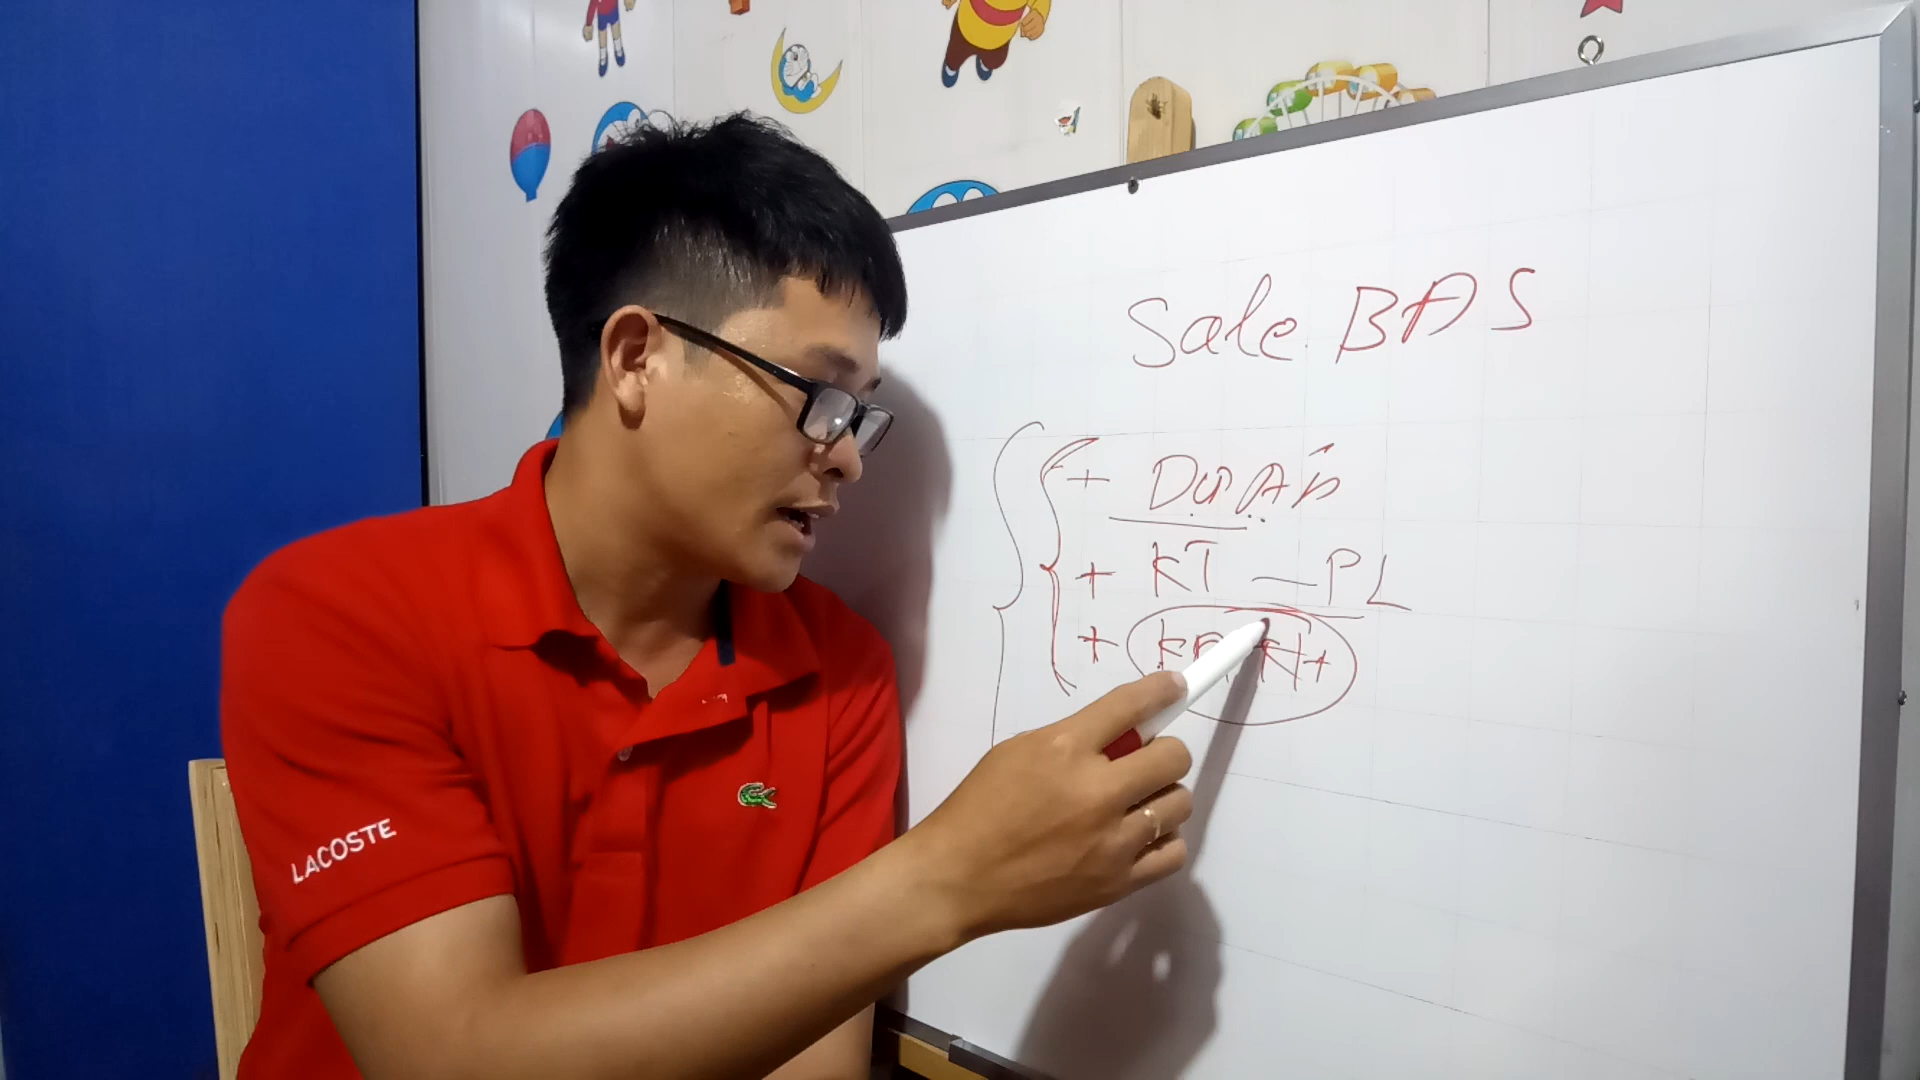 Sale BĐS
+ Dự Án
+ KT — PL
+
LACOSTE